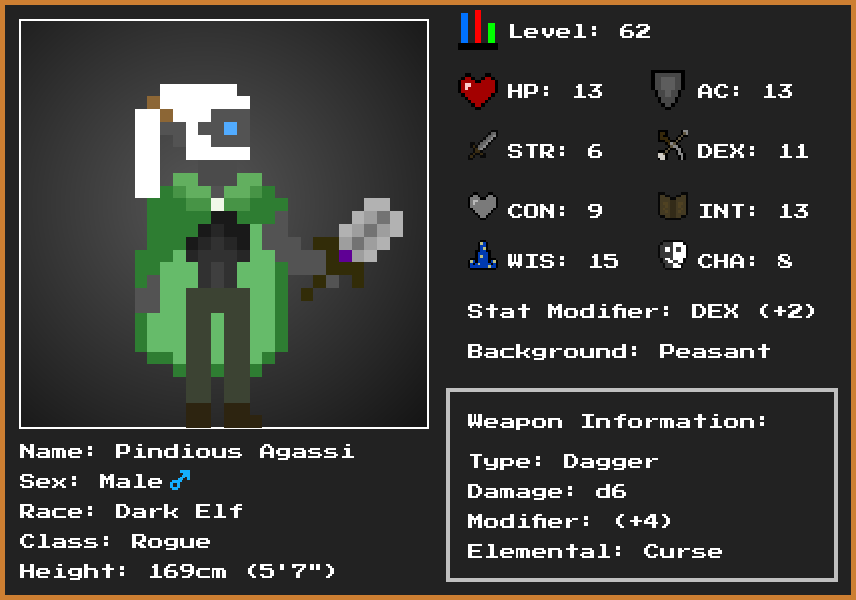 Level: 62
HP: 13
AC: 13
STR: 6
DEX: 11
CON: 9
INT: 13
WIS: 15
CHA: 8
Stat Modifier: DEX (+2)
Background: Peasant
Weapon Information:
Type: Dagger
Damage: d6
Modifier: (+4)
Elemental: Curse
Name: Pindious Agassi
Sex: Male♂
Race: Dark Elf
Class: Rogue
Height: 169cm (5'7")